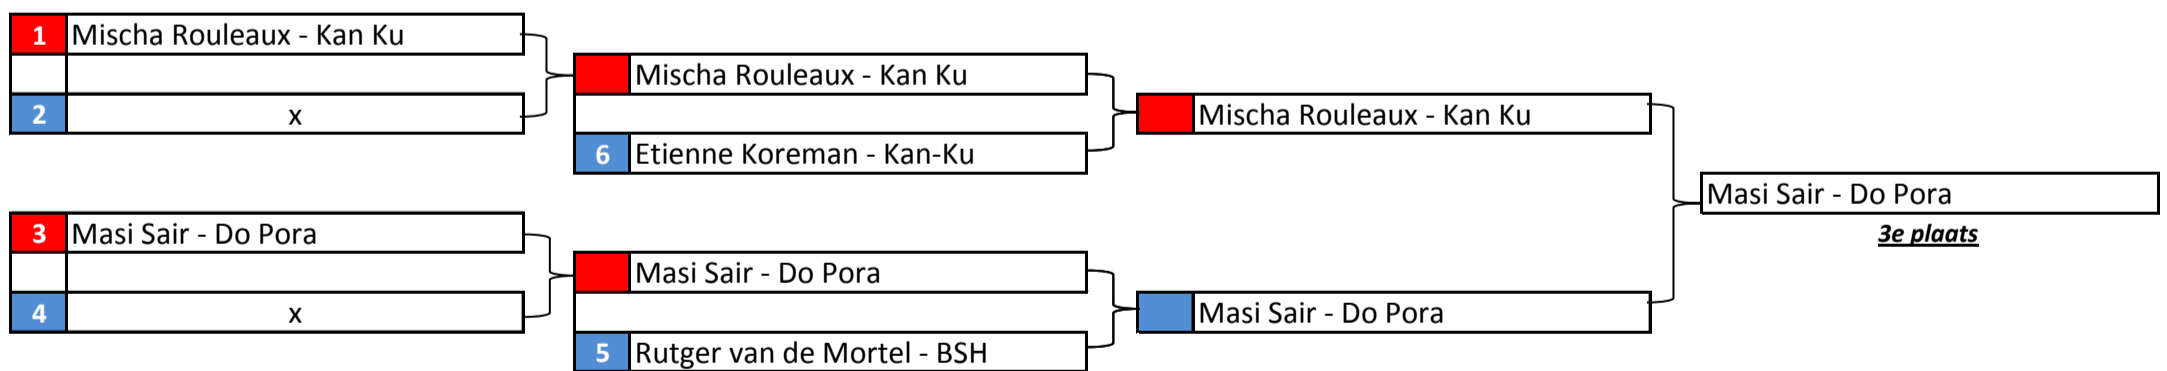 1 Mischa Rouleaux - Kan Ku
2 x
Mischa Rouleaux - Kan Ku
6 Etienne Koreman - Kan-Ku
Mischa Rouleaux - Kan Ku
3 Masi Sair - Do Pora
4 x
Masi Sair - Do Pora
5 Rutger van de Mortel - BSH
Masi Sair - Do Pora
Masi Sair - Do Pora
3e plaats